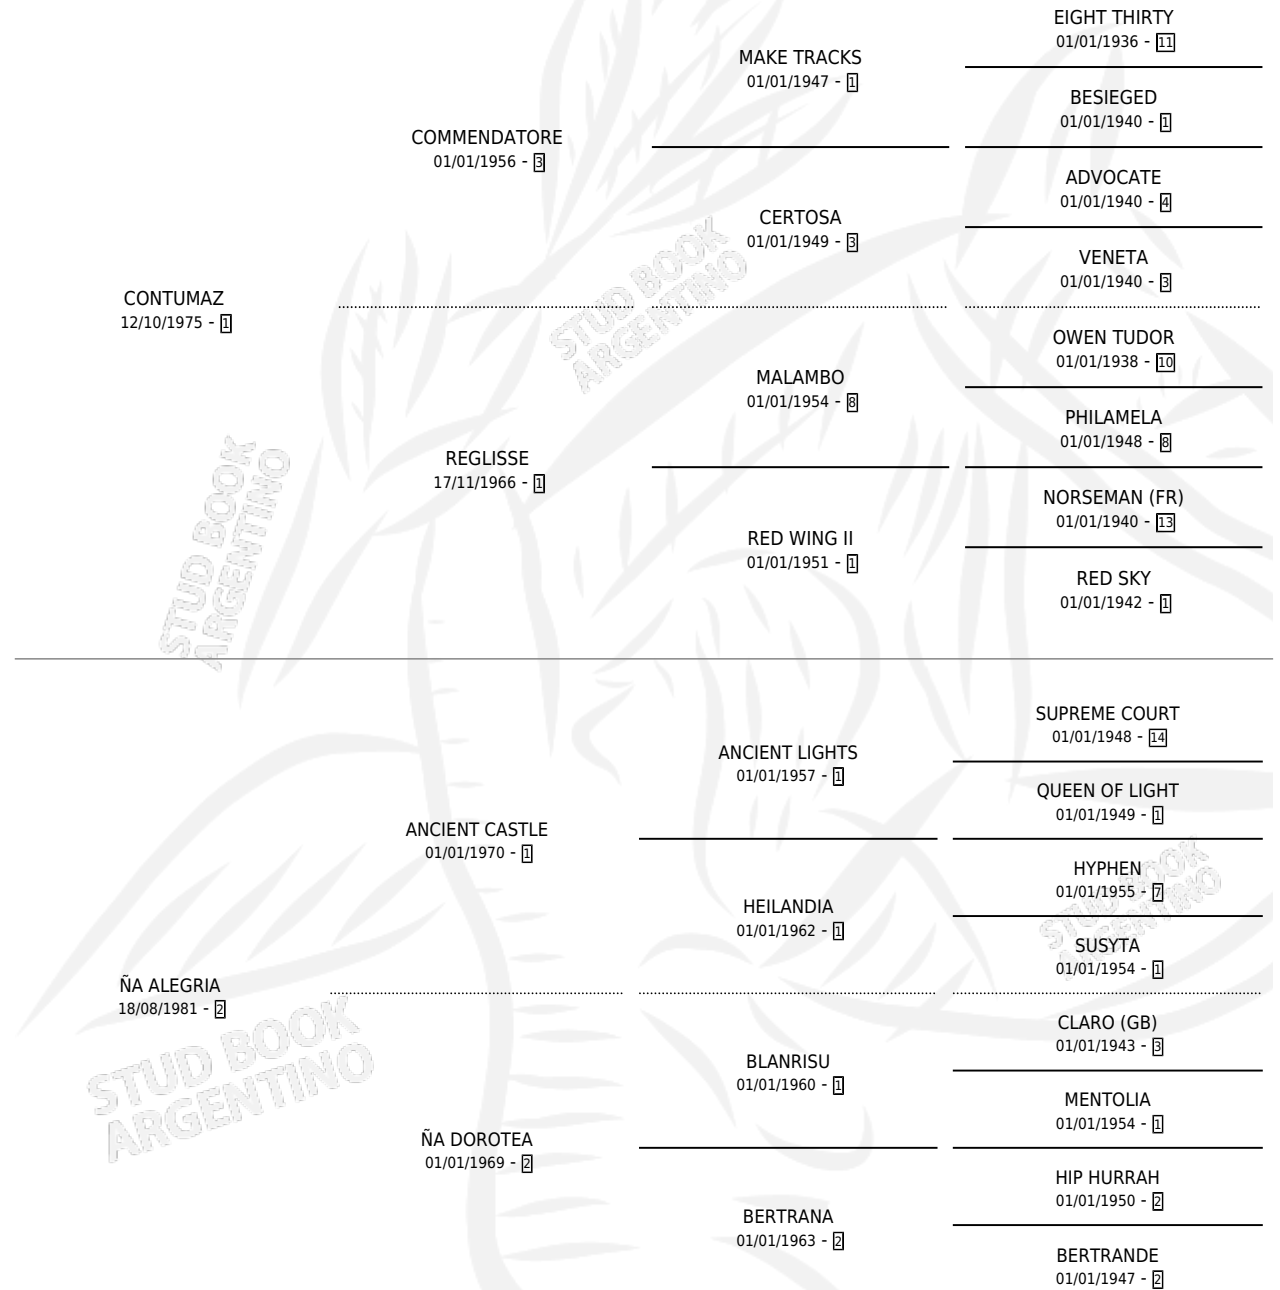 EIGHT THIRTY
01/01/1936 - 11
MAKE TRACKS
01/01/1947 - 1
BESIEGED
01/01/1940 - 1
COMMENDATORE
01/01/1956 - 3
ADVOCATE
01/01/1940 - 4
CERTOSA
01/01/1949 - 3
VENETA
01/01/1940 - 3
CONTUMAZ
12/10/1975 - 1
OWEN TUDOR
01/01/1938 - 10
MALAMBO
01/01/1954 - 8
PHILAMELA
01/01/1948 - 8
REGLISSE
17/11/1966 - 1
NORSEMAN (FR)
01/01/1940 - 13
RED WING II
01/01/1951 - 1
RED SKY
01/01/1942 - 1
STUD BOOK
ARGENTINO
STUD BOOK
ARGENTINO
SUPREME COURT
01/01/1948 - 14
ANCIENT LIGHTS
01/01/1957 - 1
QUEEN OF LIGHT
01/01/1949 - 1
ANCIENT CASTLE
01/01/1970 - 1
HYPHEN
01/01/1955 - 7
HEILANDIA
01/01/1962 - 1
SUSYTA
01/01/1954 - 1
ÑA ALEGRIA
18/08/1981 - 2
CLARO (GB)
01/01/1943 - 3
BLANRISU
01/01/1960 - 1
MENTOLIA
01/01/1954 - 1
ÑA DOROTEA
01/01/1969 - 2
HIP HURRAH
01/01/1950 - 2
BERTRANA
01/01/1963 - 2
BERTRANDE
01/01/1947 - 2
STUD BOOK
ARGENTINO
STUD BOOK
ARGENTINO